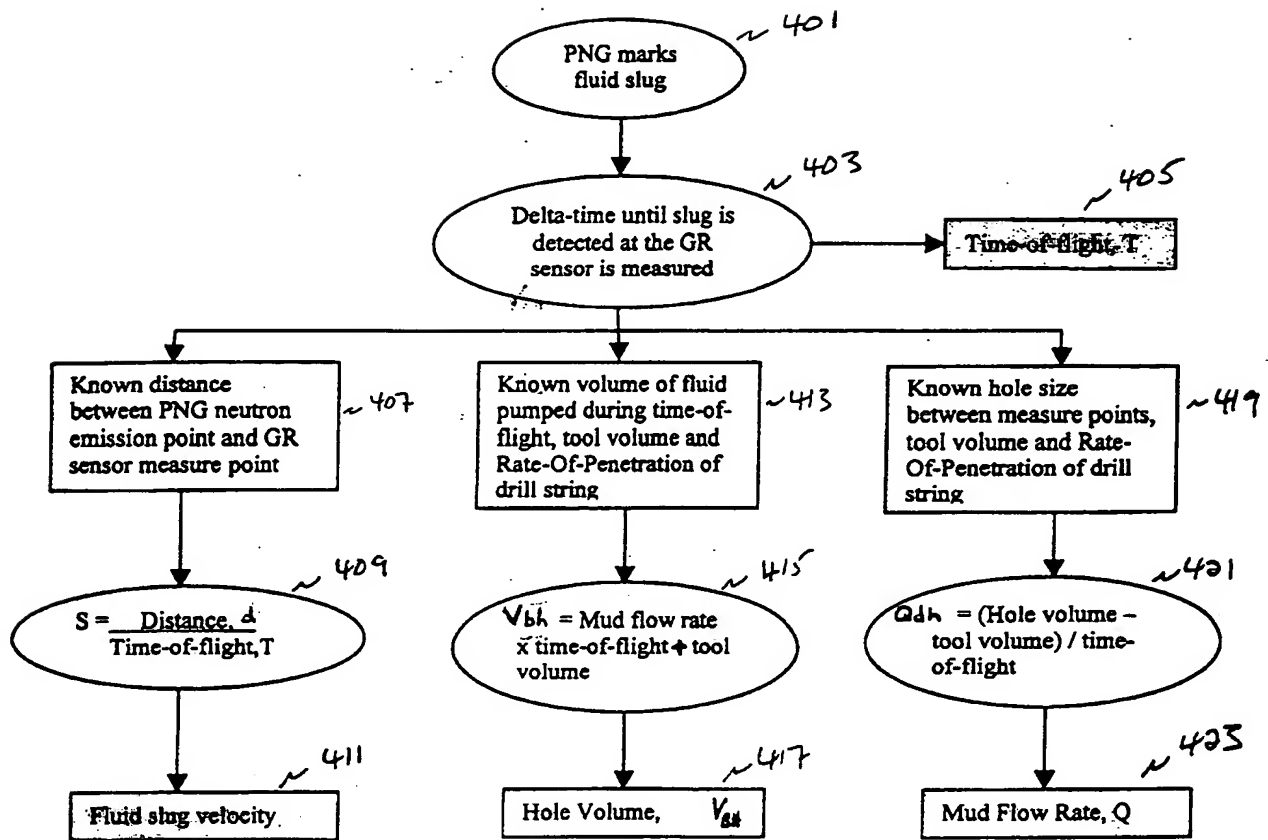 ~ 401
PNG marks
fluid slug
~ 403
Delta-time until slug is
detected at the GR
sensor is measured
~ 405
Time-of-flight, T
Known distance
between PNG neutron
emission point and GR
sensor measure point
~ 407
Known volume of fluid
pumped during time-of-
flight, tool volume and
Rate-Of-Penetration of
drill string
~ 413
Known hole size
between measure points,
tool volume and Rate-
Of-Penetration of drill
string
~ 419
~ 409
S = Distance, d
Time-of-flight, T
~ 415
Vbh = Mud flow rate
x time-of-flight + tool
volume
~ 421
Qdh = (Hole volume –
tool volume) / time-
of-flight
~ 411
Fluid slug velocity
~ 417
Hole Volume, VBH
~ 423
Mud Flow Rate, Q